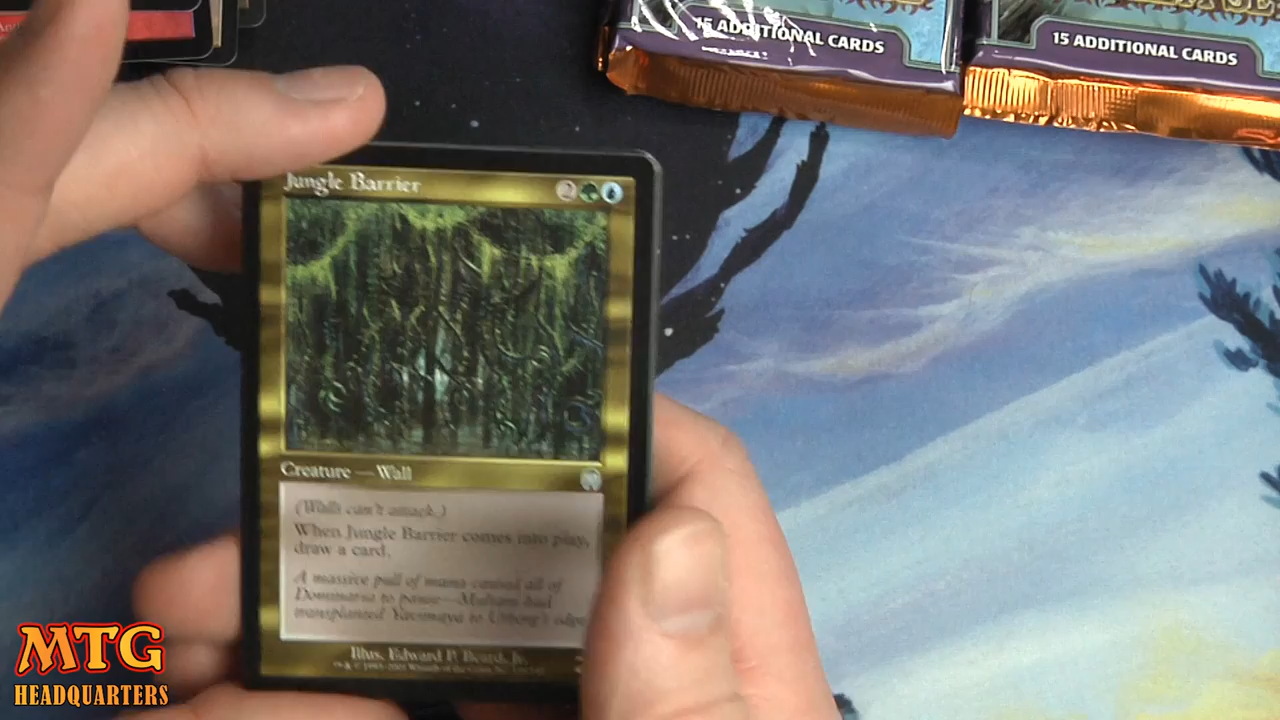 15 ADDITIONAL CARDS
15 ADDITIONAL CARDS
Jungle Barrier 2
Creature — Wall
(Walls can't attack.)
When Jungle Barrier comes into play,
draw a card.
A massive pull of mana caused all of
Dominaria to pause—Multani had
transplanted Yavimaya to Urborg's edge
Illus. Edward P. Beard, Jr.
MTG
HEADQUARTERS